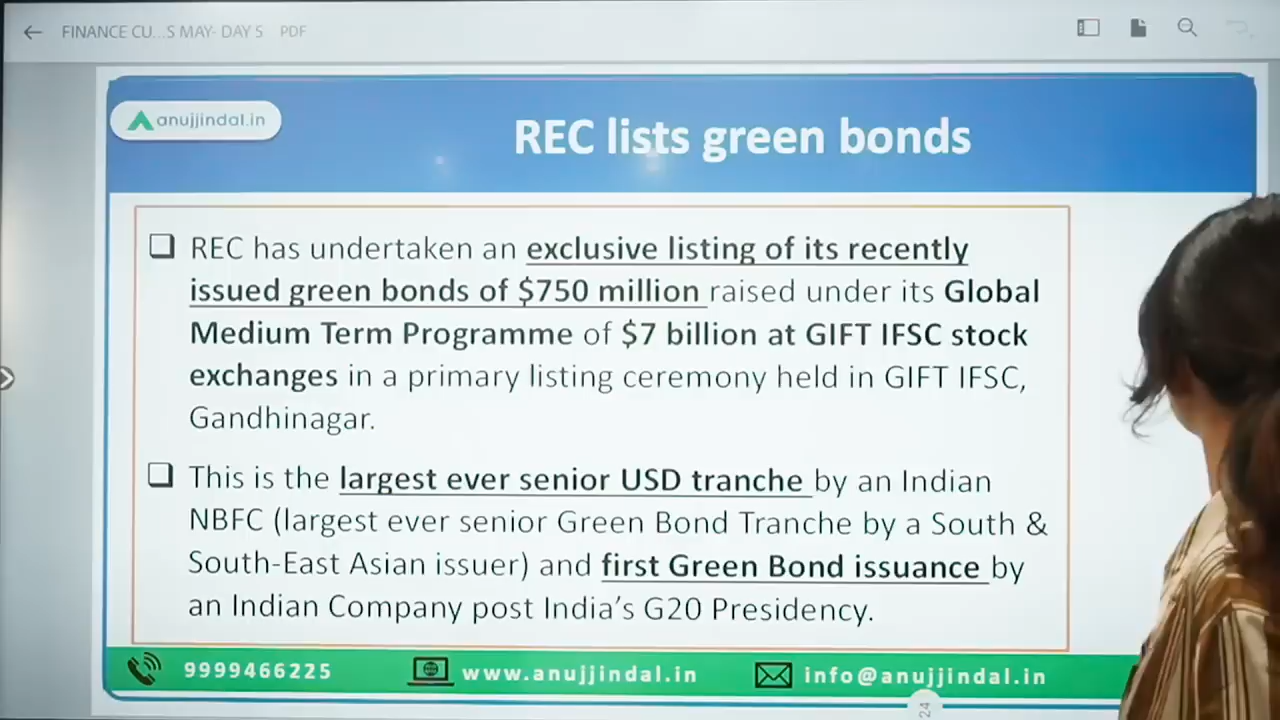 FINANCE CU...S MAY- DAY 5 PDF
anujjindal.in
REC lists green bonds
REC has undertaken an exclusive listing of its recently
issued green bonds of $750 million raised under its Global
Medium Term Programme of $7 billion at GIFT IFSC stock
exchanges in a primary listing ceremony held in GIFT IFSC,
Gandhinagar.
This is the largest ever senior USD tranche by an Indian
NBFC (largest ever senior Green Bond Tranche by a South &
South-East Asian issuer) and first Green Bond issuance by
an Indian Company post India's G20 Presidency.
9999466225 www.anujjindal.in info@anujjindal.in
24